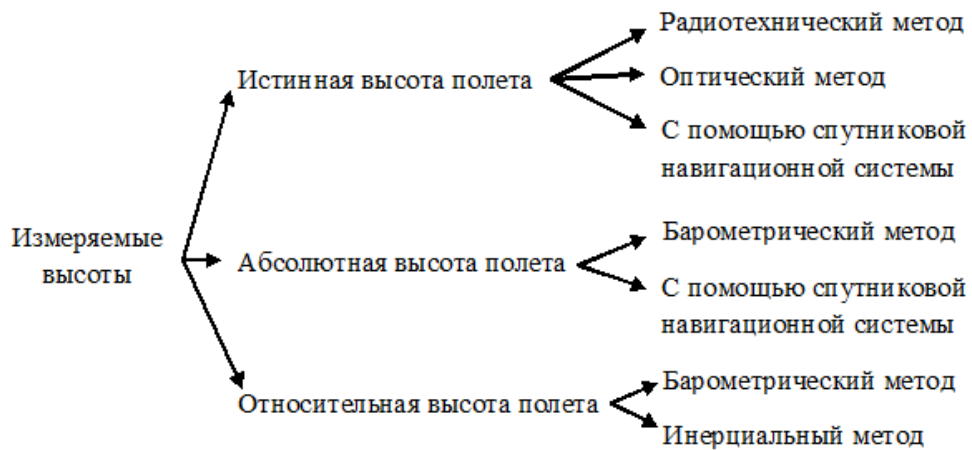 Измеряемые
высоты
Истинная высота полета
Радиотехнический метод
Оптический метод
С помощью спутниковой
навигационной системы
Абсолютная высота полета
Барометрический метод
С помощью спутниковой
навигационной системы
Относительная высота полета
Барометрический метод
Инерциальный метод